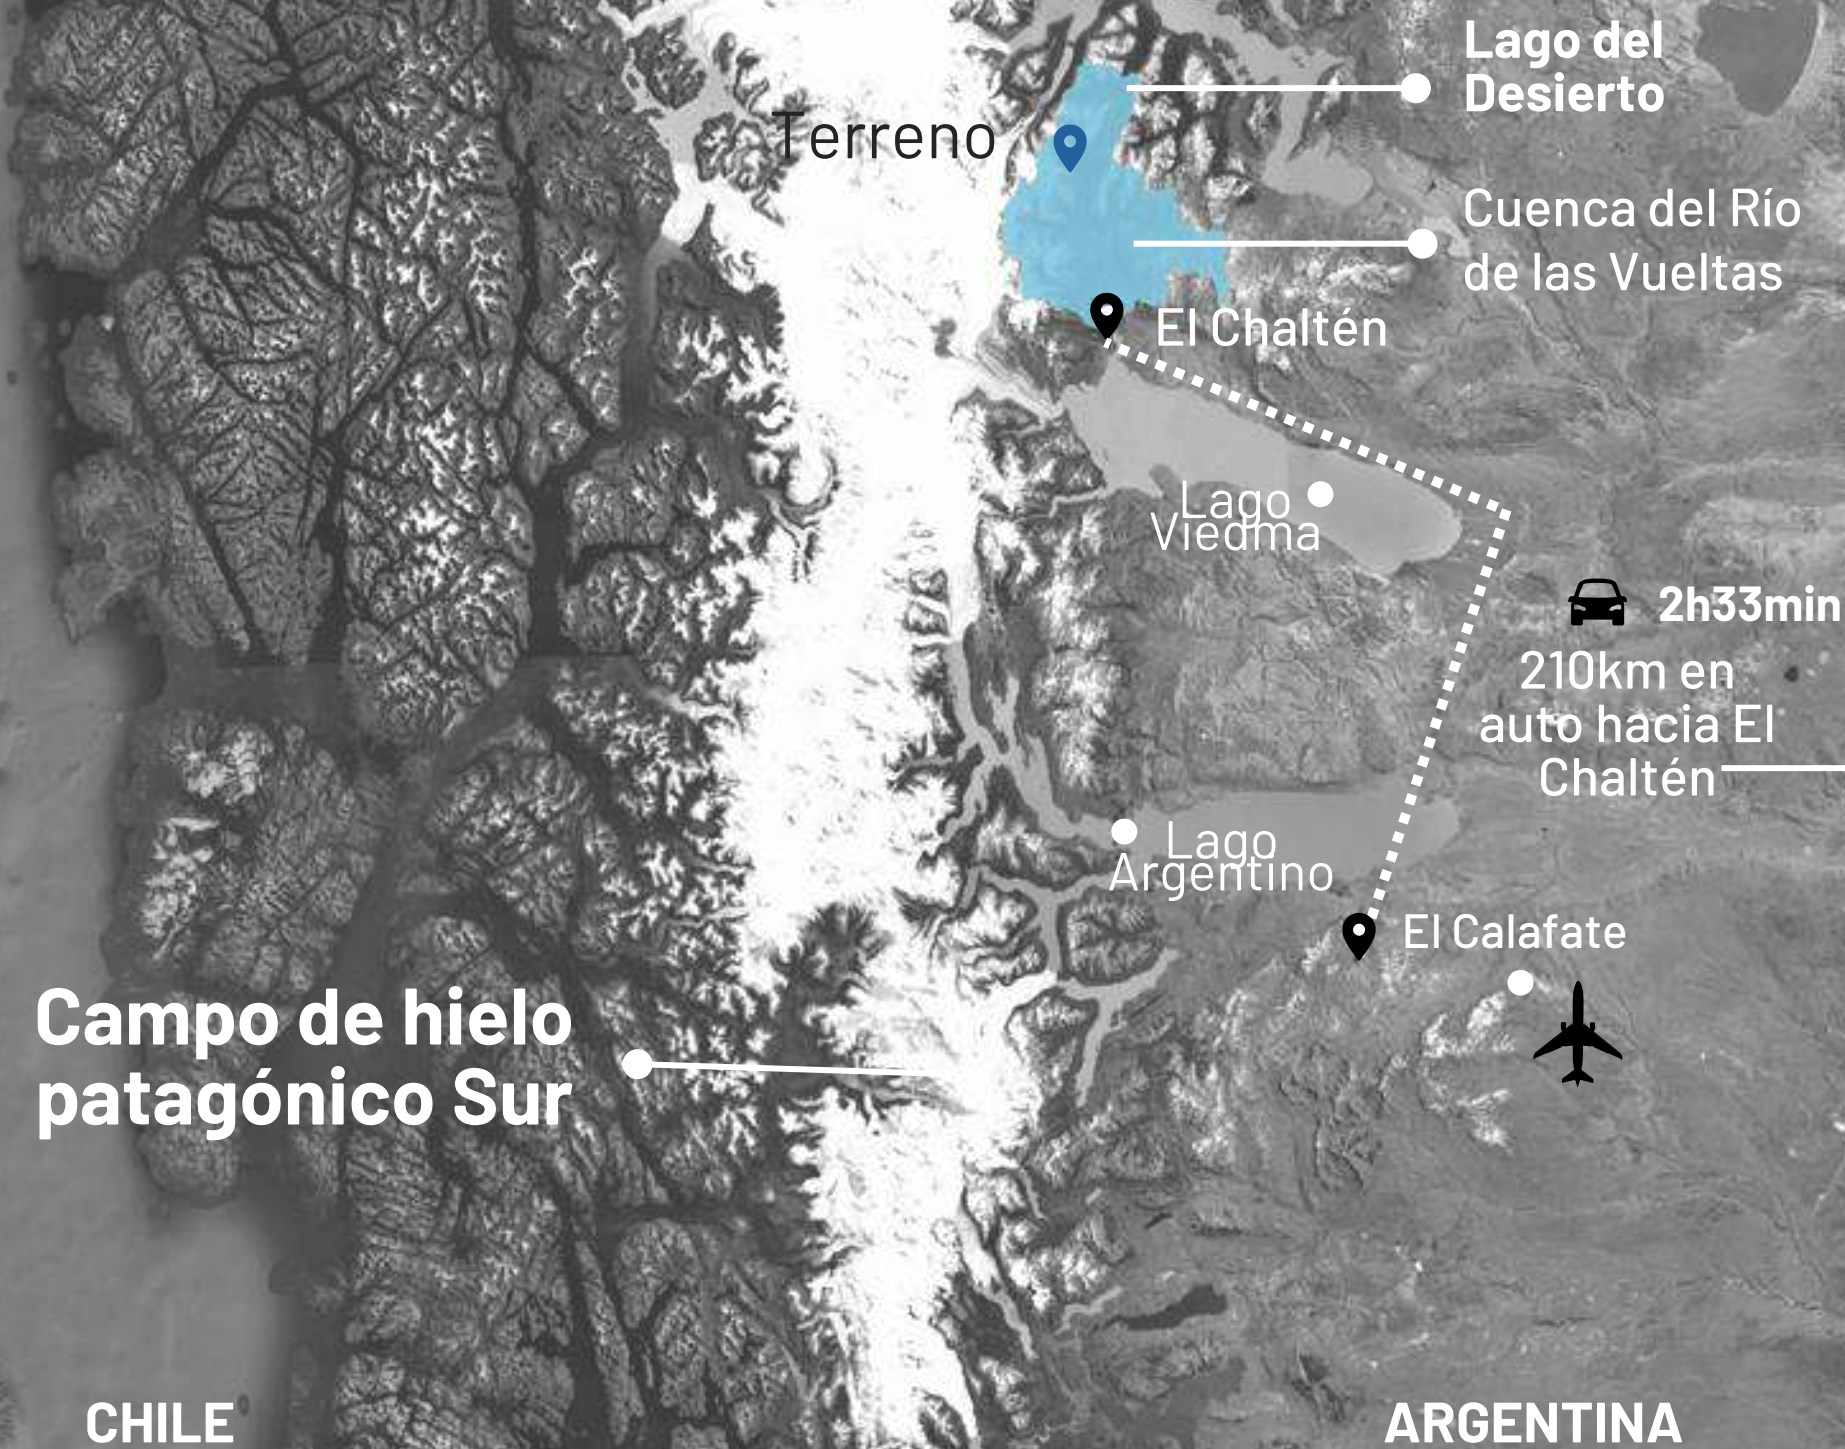 Lago del
Desierto
Terreno
Cuenca del Río
de las Vueltas
El Chaltén
Lago
Viedma
2h33min
210km en
auto hacia El
Chaltén
Lago
Argentino
El Calafate
Campo de hielo
patagónico Sur
CHILE
ARGENTINA